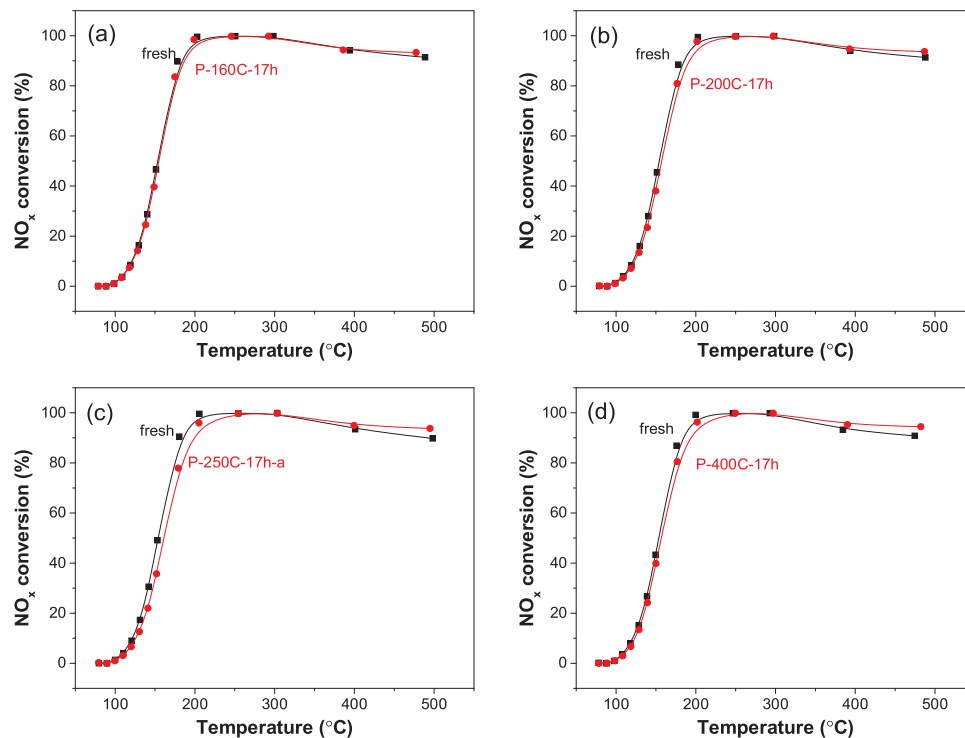 (a)
fresh
P-160C-17h
NOx conversion (%)
100
80
60
40
20
0
100
200
300
400
500
Temperature (°C)
(b)
fresh
P-200C-17h
NOx conversion (%)
100
80
60
40
20
0
100
200
300
400
500
Temperature (°C)
(c)
fresh
P-250C-17h-a
NOx conversion (%)
100
80
60
40
20
0
100
200
300
400
500
Temperature (°C)
(d)
fresh
P-400C-17h
NOx conversion (%)
100
80
60
40
20
0
100
200
300
400
500
Temperature (°C)